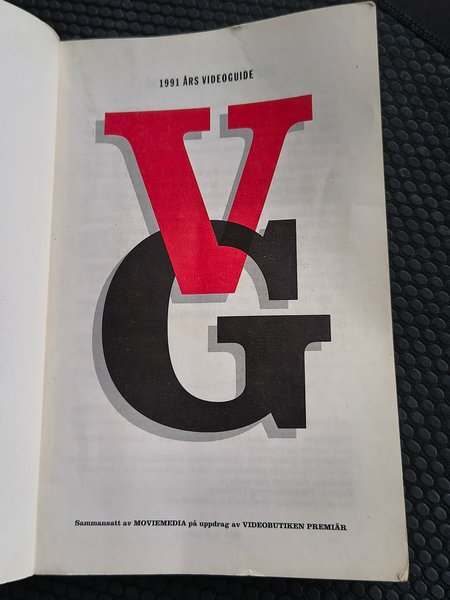 1991 ÅRS VIDEOGUIDE
VG
Sammansatt av MOVIEMEDIA på uppdrag av VIDEOBUTIKEN PREMIÄR